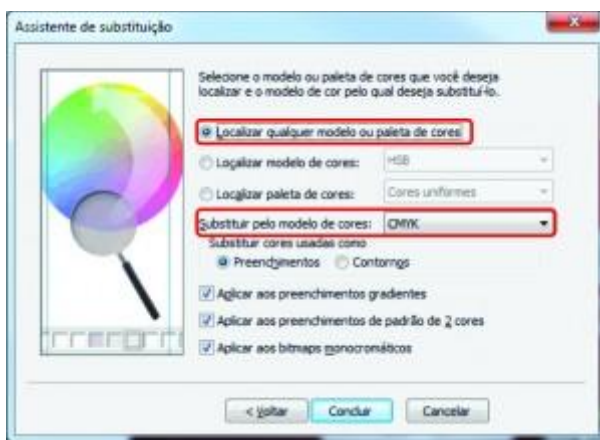 Assistente de substituição
Selecione o modelo ou paleta de cores que você deseja
localizar e o modelo de cor pelo qual deseja substituí-lo.
Localizar qualquer modelo ou paleta de cores
Localizar modelo de cores: HSB
Localizar paleta de cores: Cores uniformes
Substituir pelo modelo de cores: CMYK
Substituir cores usadas como
Preenchimentos Contornos
Aplicar aos preenchimentos gradientes
Aplicar aos preenchimentos de padrão de 2 cores
Aplicar aos bitmaps monocromáticos
< Voltar Concluir Cancelar